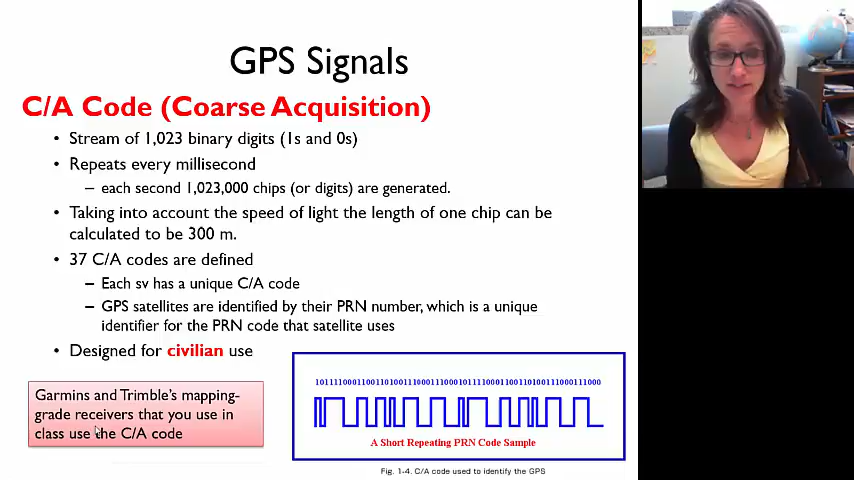 GPS Signals
C/A Code (Coarse Acquisition)
• Stream of 1,023 binary digits (1s and 0s)
• Repeats every millisecond
– each second 1,023,000 chips (or digits) are generated.
• Taking into account the speed of light the length of one chip can be
calculated to be 300 m.
• 37 C/A codes are defined
– Each sv has a unique C/A code
– GPS satellites are identified by their PRN number, which is a unique
identifier for the PRN code that satellite uses
• Designed for civilian use
Garmins and Trimble's mapping-
grade receivers that you use in
class use the C/A code
A Short Repeating PRN Code Sample
Fig. 1-4. C/A code used to identify the GPS